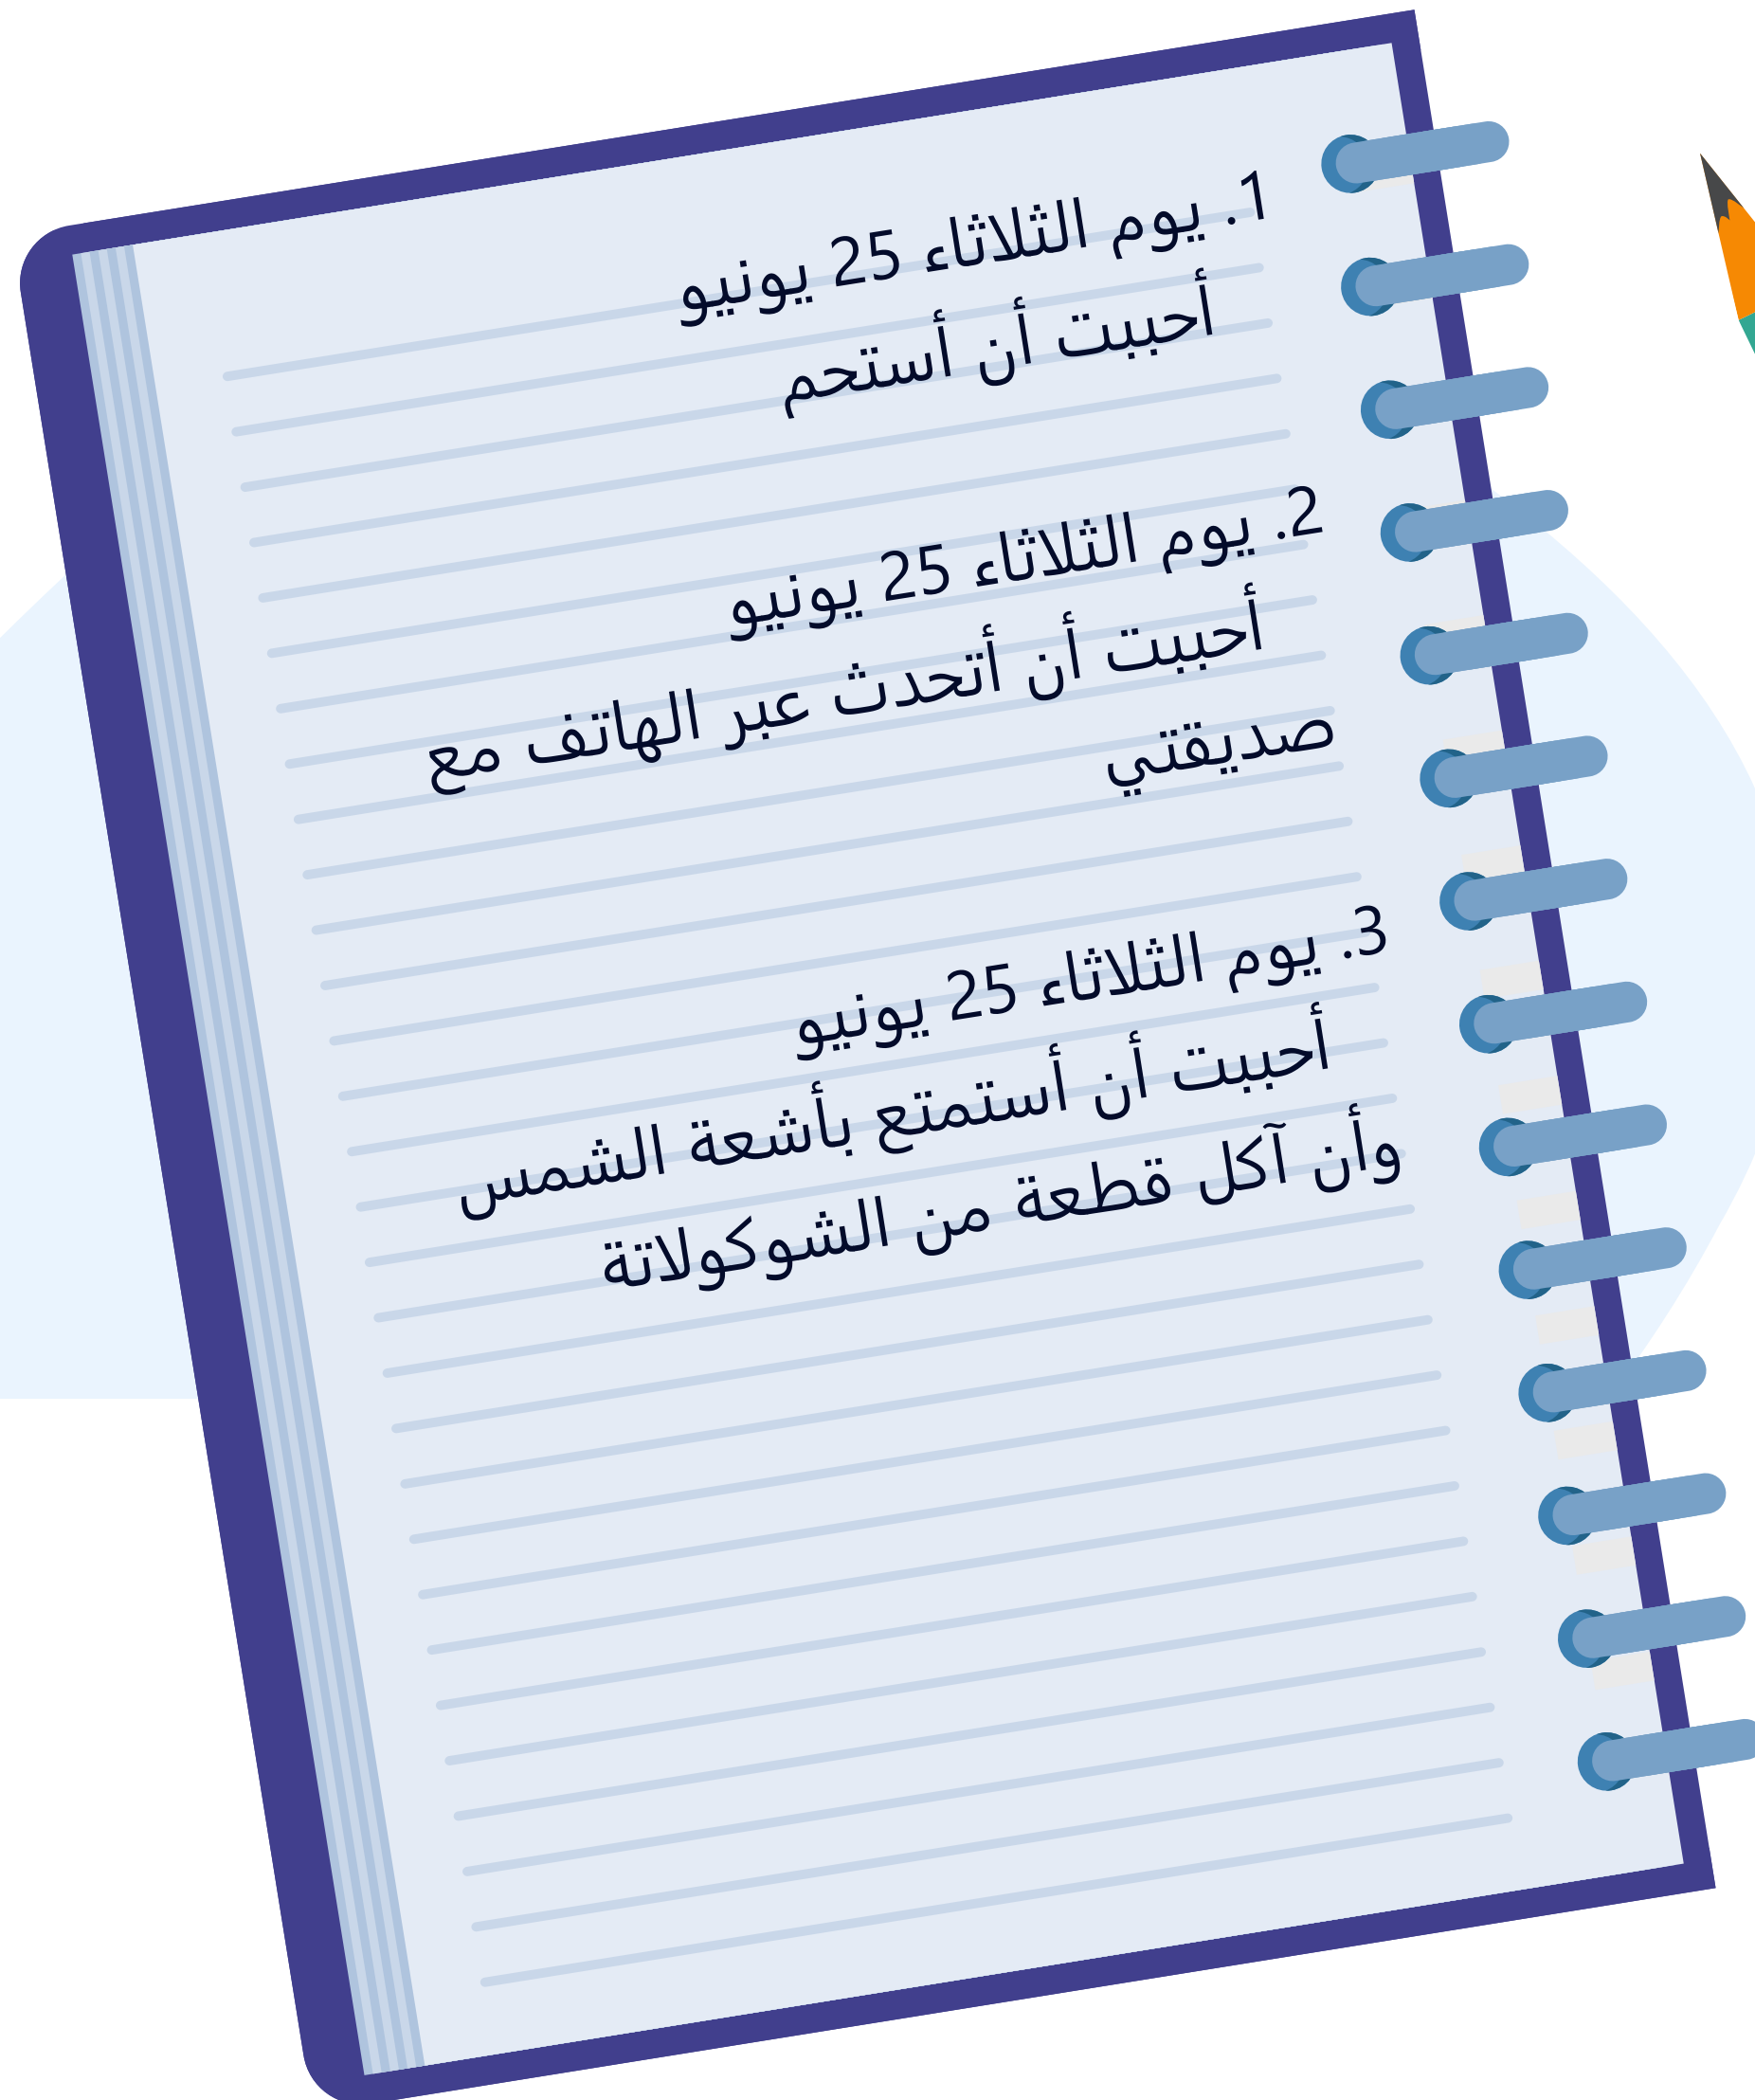 1. يوم الثلاثاء 25 يونيو
أحببت أن أستحم
2. يوم الثلاثاء 25 يونيو
أحببت أن أتحدث عبر الهاتف مع
صديقتي
3. يوم الثلاثاء 25 يونيو
أحببت أن أستمتع بأشعة الشمس
وأن آكل قطعة من الشوكولاتة